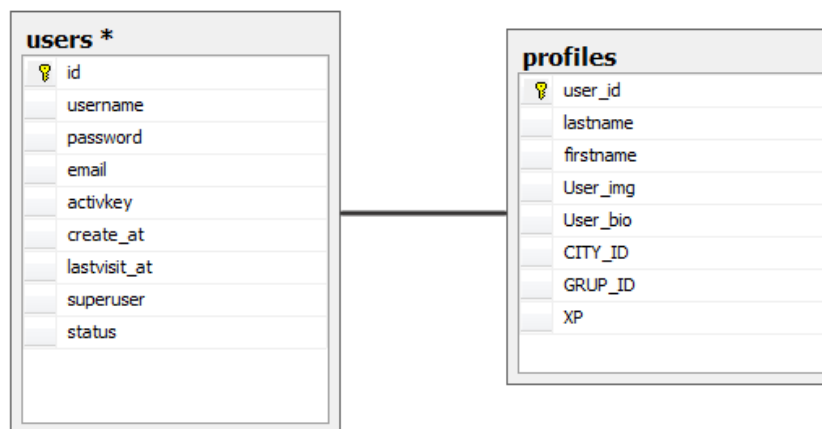 users *
id
username
password
email
activkey
create_at
lastvisit_at
superuser
status
profiles
user_id
lastname
firstname
User_img
User_bio
CITY_ID
GRUP_ID
XP